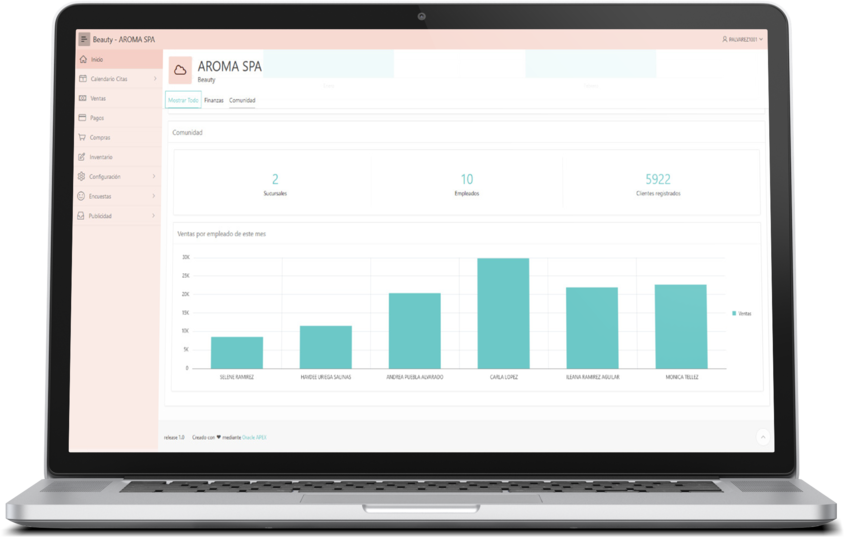 Beauty - AROMA SPA
Inicio
Calendario Citas
Ventas
Pagos
Compras
Inventario
Configuración
Encuestas
Publicidad
AROMA SPA
Beauty
Mostrar Todo Finanzas Comunidad
Comunidad
2
Sucursales
10
Empleados
5922
Clientes registrados
Ventas por empleado de este mes
30K
25K
20K
15K
10K
5K
0
SELENE RAMIREZ
HAYDEE URIEGA SALINAS
ANDREA PUEBLA ALVARADO
CARLA LOPEZ
ILEANA RAMIREZ AGUILAR
MONICA TELLEZ
Ventas
release 1.0 Creado con ♥ mediante Oracle APEX